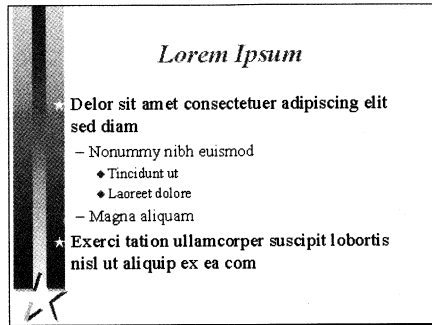 Lorem Ipsum
Delor sit amet consectetuer adipiscing elit
sed diam
– Nonummy nibh euismod
◆ Tincidunt ut
◆ Laoreet dolore
– Magna aliquam
Exerci tation ullamcorper suscipit lobortis
nisl ut aliquip ex ea com